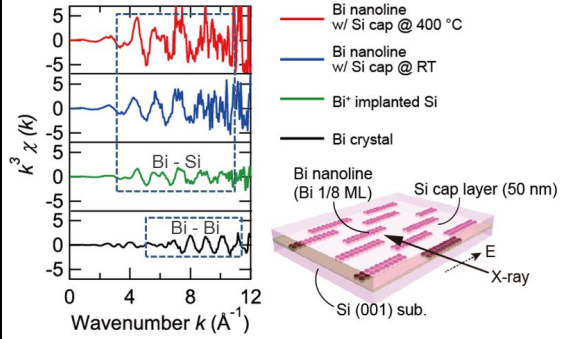 k³ χ (k)
5
0
-5
5
0
-5
5
0
-5
Bi - Si
5
0
-5
Bi - Bi
0 4 8 12
Wavenumber k (Å⁻¹)
Bi nanoline
w/ Si cap @ 400 °C
Bi nanoline
w/ Si cap @ RT
Bi⁺ implanted Si
Bi crystal
Bi nanoline
(Bi 1/8 ML)
Si cap layer (50 nm)
E
X-ray
Si (001) sub.